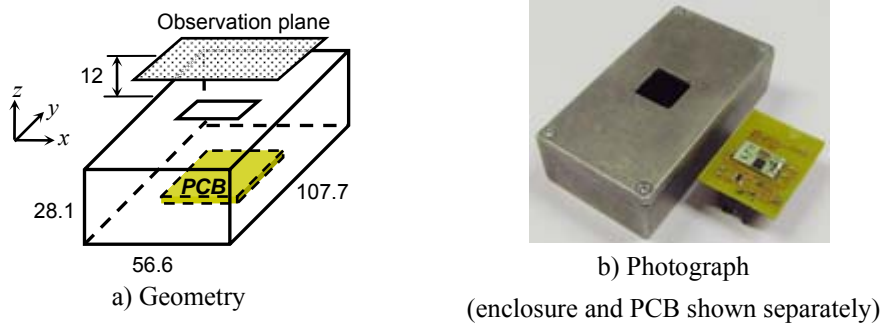 Observation plane
12
z
y
x
PCB
28.1
107.7
56.6
a) Geometry
b) Photograph
(enclosure and PCB shown separately)